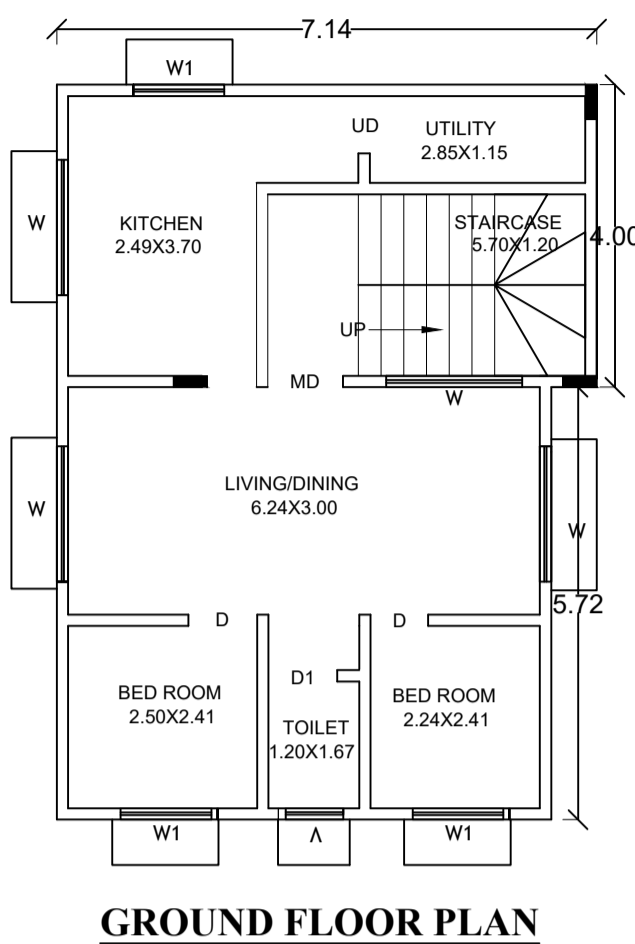 7.14
W1
UD
UTILITY
2.85X1.15
W
KITCHEN
2.49X3.70
STAIRCASE
5.70X1.20
4.00
UP
MD
W
LIVING/DINING
6.24X3.00
W
W
5.72
D
D
D1
BED ROOM
2.50X2.41
BED ROOM
2.24X2.41
TOILET
1.20X1.67
W1
V
W1
GROUND FLOOR PLAN